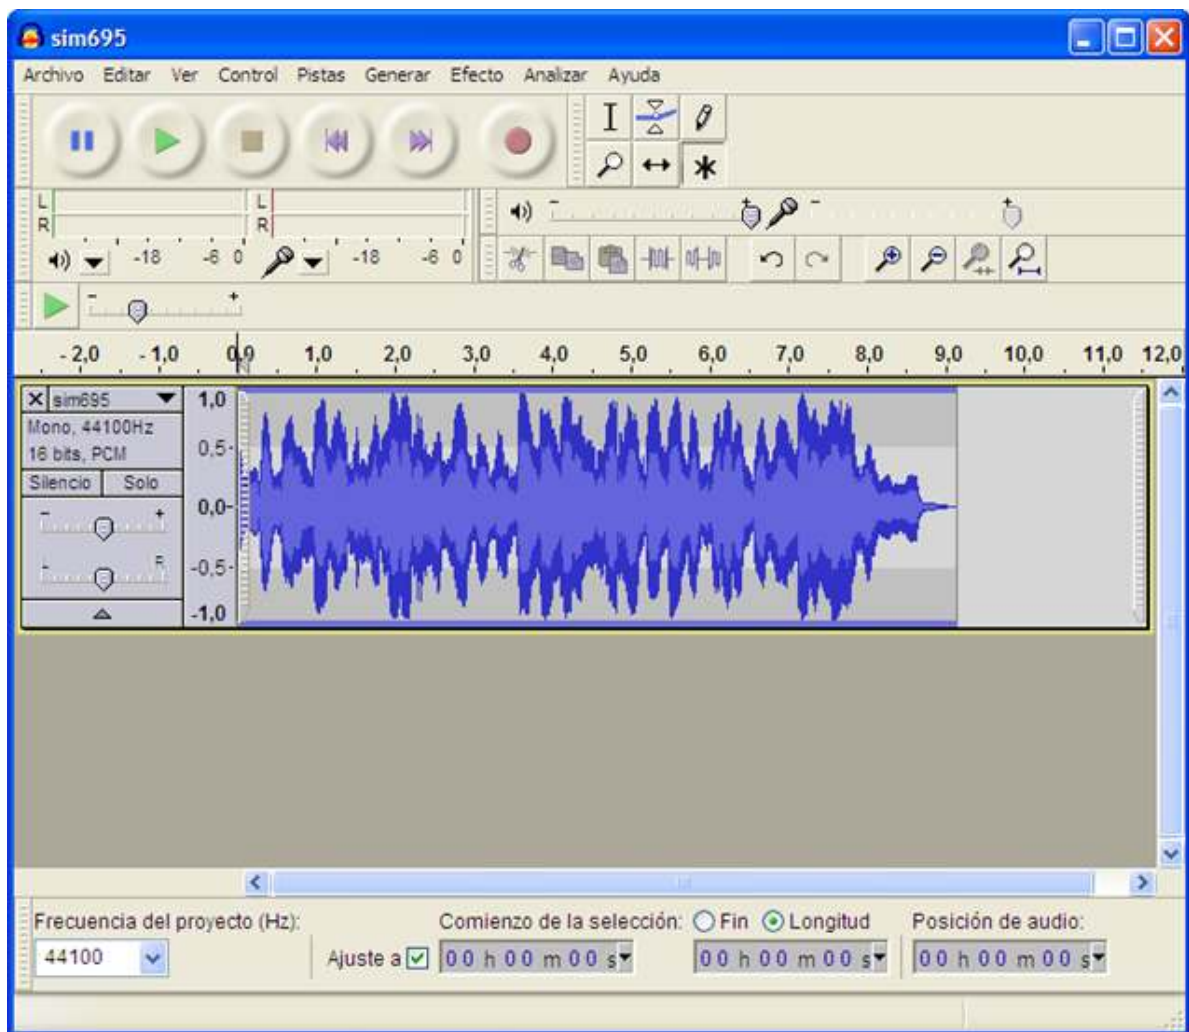 sim695
Archivo Editar Ver Control Pistas Generar Efecto Analizar Ayuda
L L
R R
-18 -6 0 -18 -6 0
- + - +
- +
- 2,0 - 1,0 0,0 1,0 2,0 3,0 4,0 5,0 6,0 7,0 8,0 9,0 10,0 11,0 12,0
X sim695
Mono, 44100Hz
16 bits, PCM
Silencio Solo
- +
L R
1,0
0,5-
0,0-
-0,5-
-1,0
Frecuencia del proyecto (Hz): Comienzo de la selección: Fin Longitud Posición de audio:
44100 Ajuste a 00 h 00 m 00 s 00 h 00 m 00 s 00 h 00 m 00 s